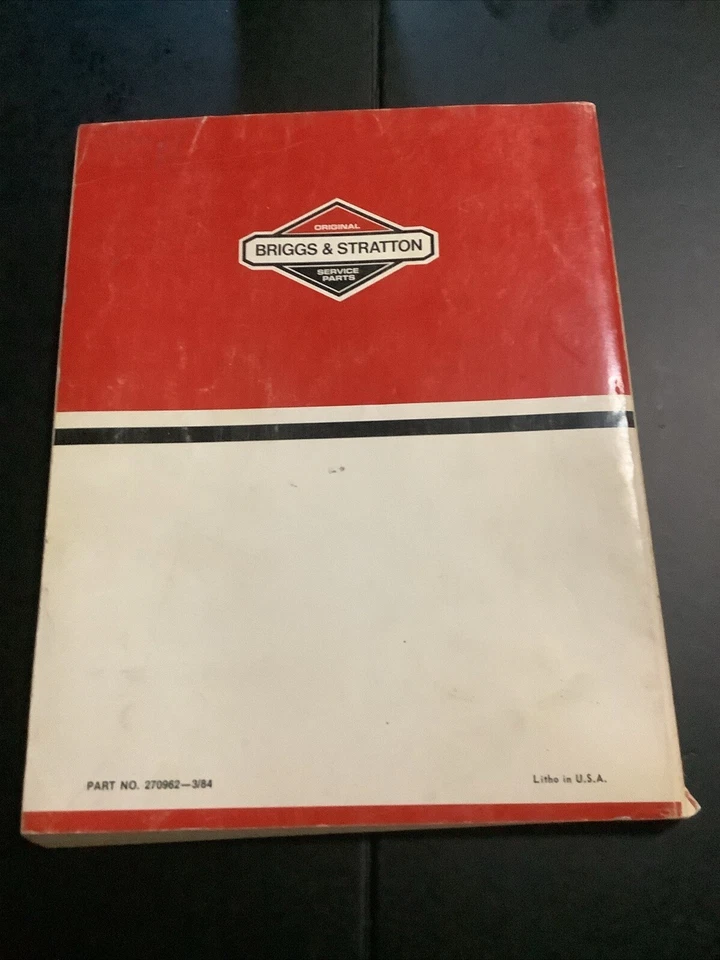 ORIGINAL
BRIGGS & STRATTON
SERVICE
PARTS
PART NO. 270962—3/84
Litho in U.S.A.